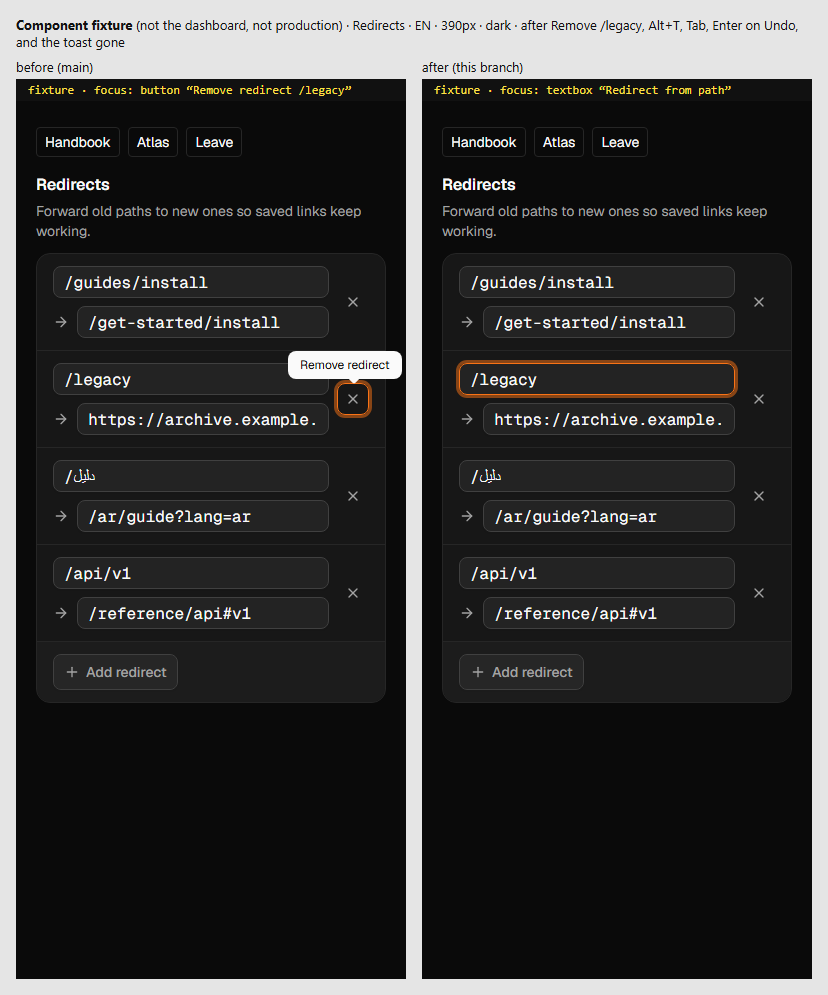 Component fixture (not the dashboard, not production) · Redirects · EN · 390px · dark · after Remove /legacy, Alt+T, Tab, Enter on Undo,
and the toast gone
before (main)
fixture · focus: button “Remove redirect /legacy”
Handbook
Atlas
Leave
Redirects
Forward old paths to new ones so saved links keep
working.
/guides/install
→ /get-started/install
/legacy
Remove redirect
→ https://archive.example.
/دليل
→ /ar/guide?lang=ar
/api/v1
→ /reference/api#v1
+ Add redirect
after (this branch)
fixture · focus: textbox “Redirect from path”
Handbook
Atlas
Leave
Redirects
Forward old paths to new ones so saved links keep
working.
/guides/install
→ /get-started/install
/legacy
→ https://archive.example.
/دليل
→ /ar/guide?lang=ar
/api/v1
→ /reference/api#v1
+ Add redirect